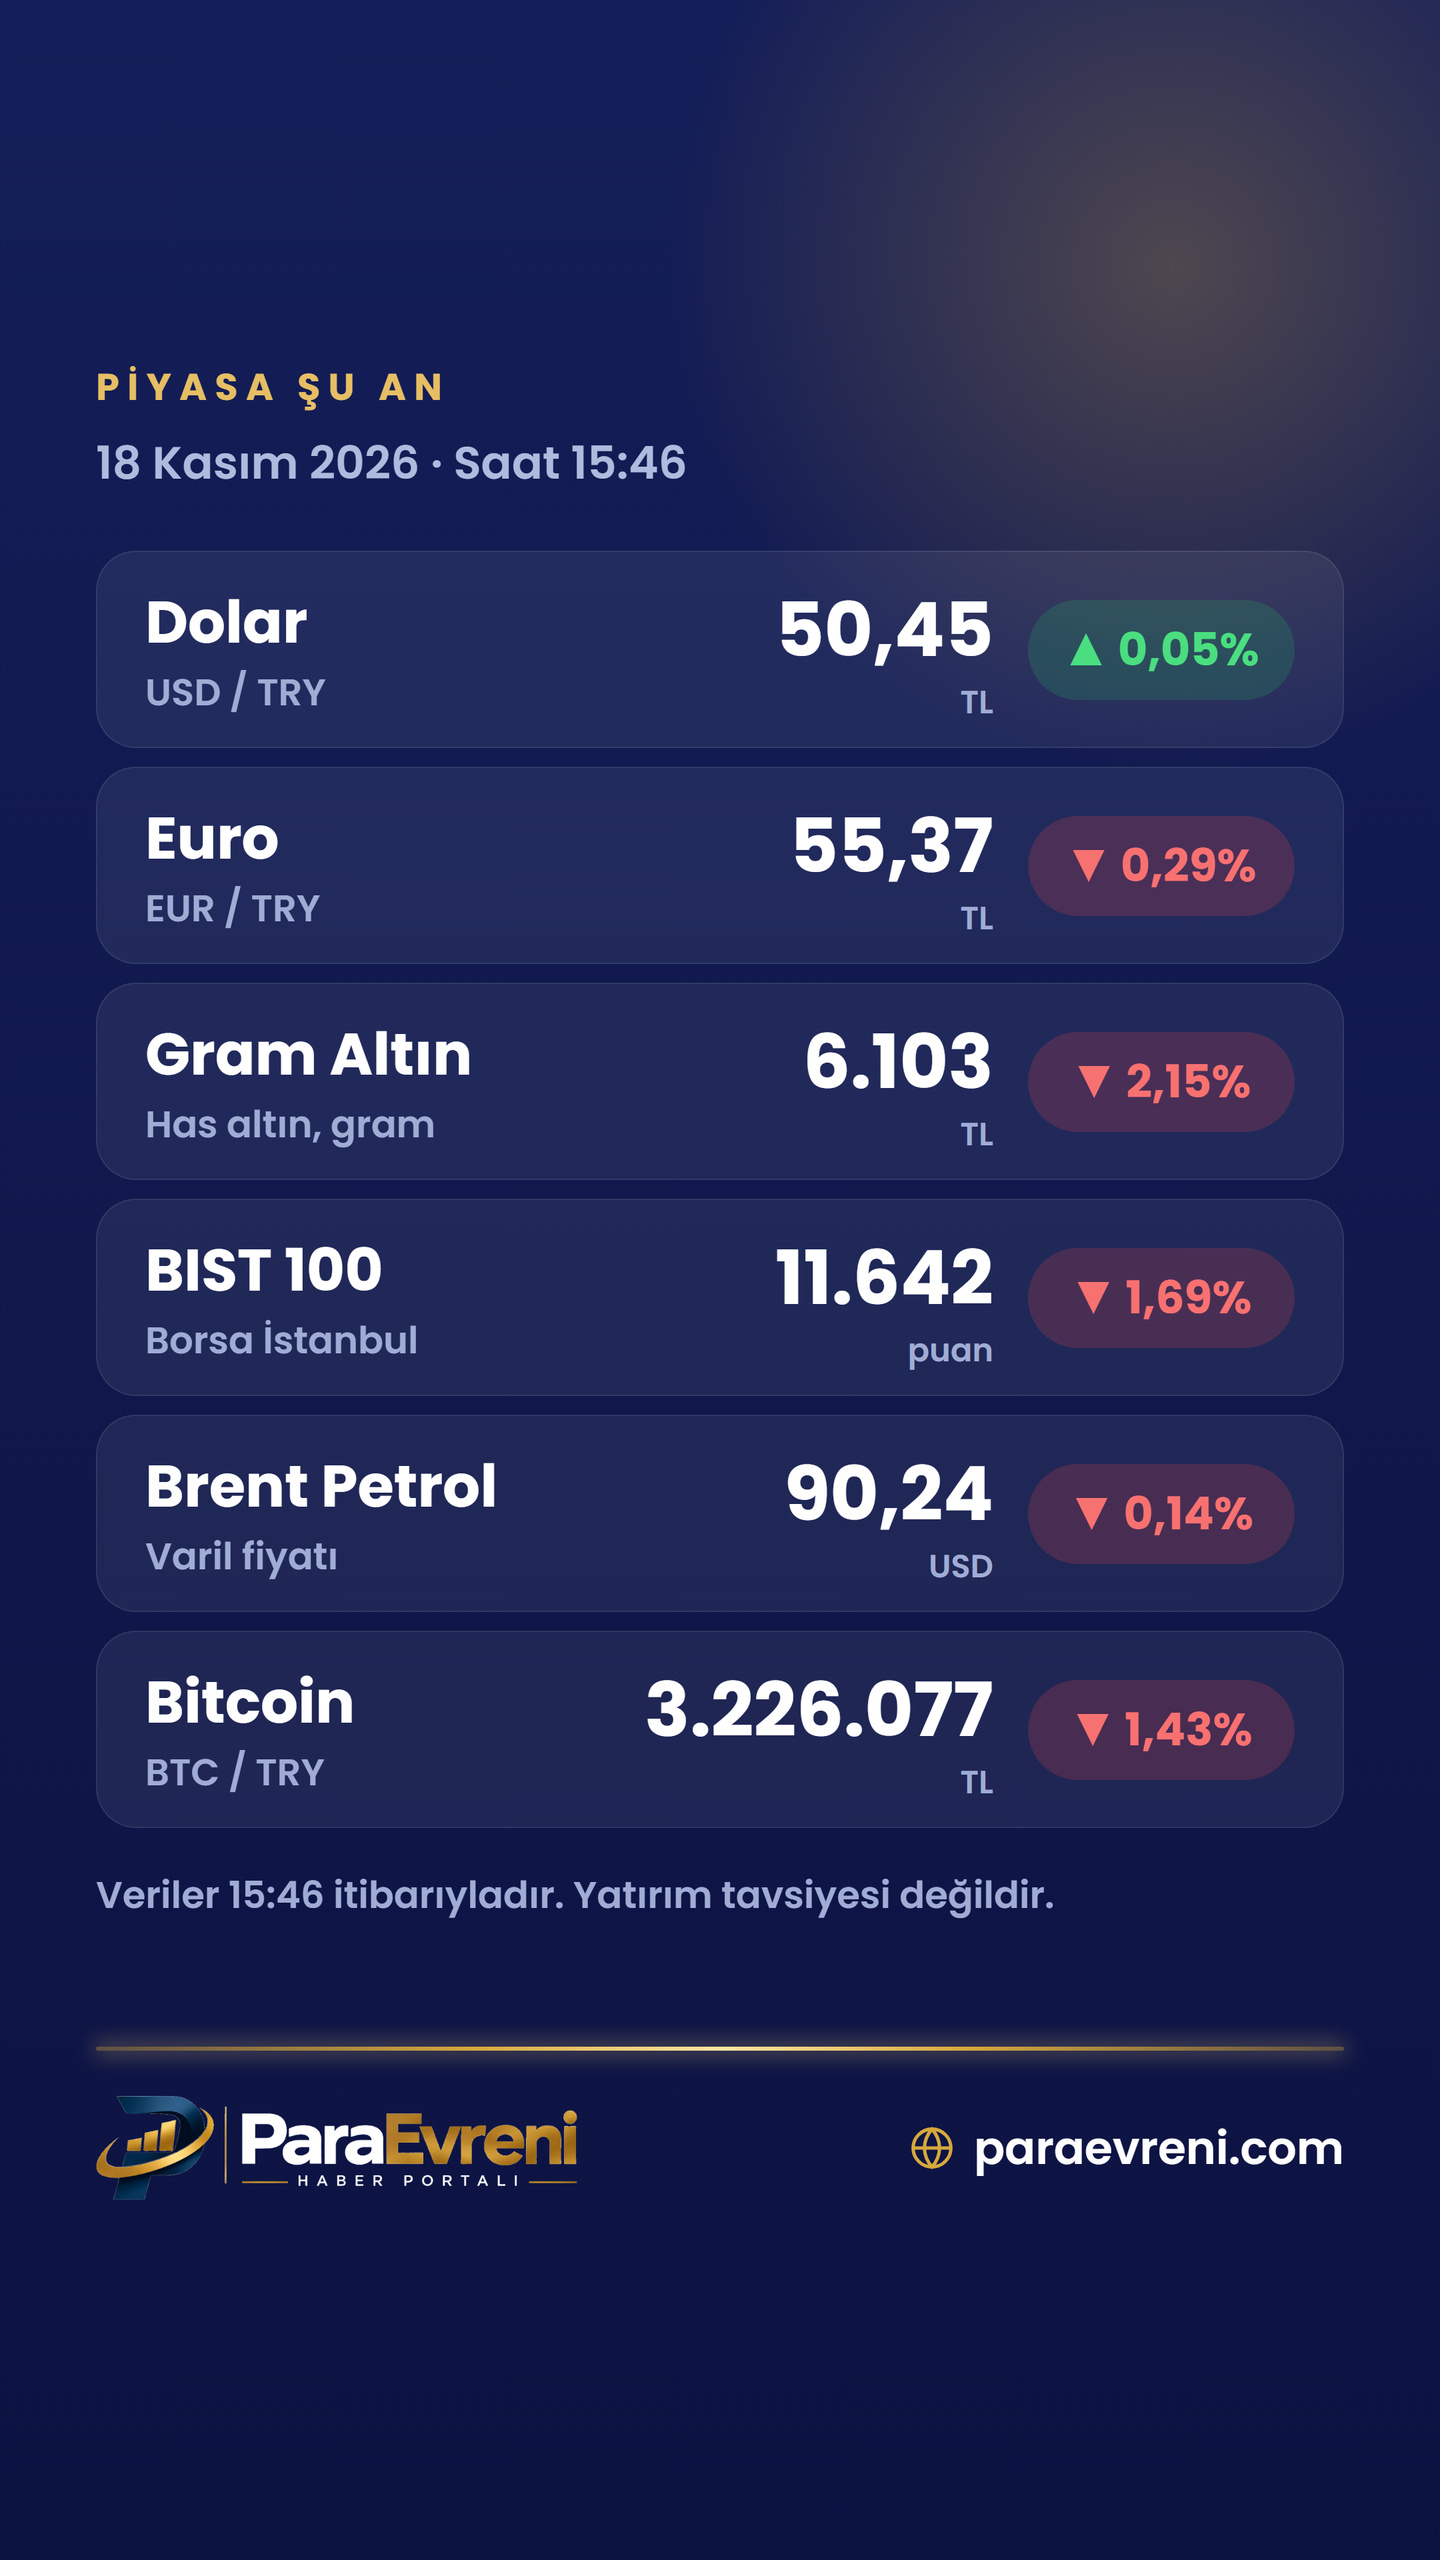 PİYASA ŞU AN
18 Kasım 2026 · Saat 15:46
Dolar
USD / TRY
50,45
TL
▲ 0,05%
Euro
EUR / TRY
55,37
TL
▼ 0,29%
Gram Altın
Has altın, gram
6.103
TL
▼ 2,15%
BIST 100
Borsa İstanbul
11.642
puan
▼ 1,69%
Brent Petrol
Varil fiyatı
90,24
USD
▼ 0,14%
Bitcoin
BTC / TRY
3.226.077
TL
▼ 1,43%
Veriler 15:46 itibarıyladır. Yatırım tavsiyesi değildir.
ParaEvreni
HABER PORTALI
paraevreni.com